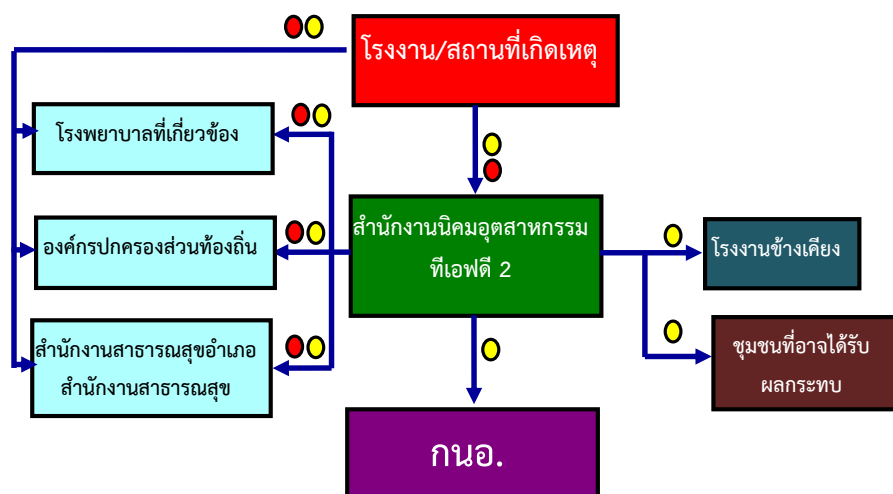 โรงงาน/สถานที่เกิดเหตุ
โรงพยาบาลที่เกี่ยวข้อง
องค์กรปกครองส่วนท้องถิ่น
สำนักงานสาธารณสุขอำเภอ
สำนักงานสาธารณสุข
สำนักงานนิคมอุตสาหกรรม
ทีเอฟดี 2
โรงงานข้างเคียง
ชุมชนที่อาจได้รับ
ผลกระทบ
กนอ.